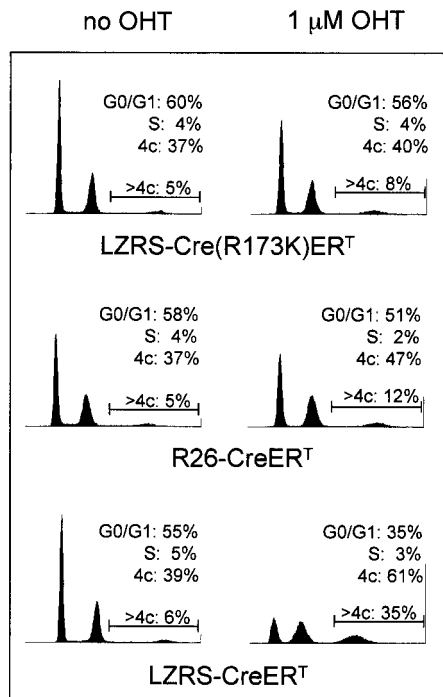 no OHT
1 µM OHT
G0/G1: 60%
S: 4%
4c: 37%
>4c: 5%
G0/G1: 56%
S: 4%
4c: 40%
>4c: 8%
LZRS-Cre(R173K)ERᵀ
G0/G1: 58%
S: 4%
4c: 37%
>4c: 5%
G0/G1: 51%
S: 2%
4c: 47%
>4c: 12%
R26-CreERᵀ
G0/G1: 55%
S: 5%
4c: 39%
>4c: 6%
G0/G1: 35%
S: 3%
4c: 61%
>4c: 35%
LZRS-CreERᵀ